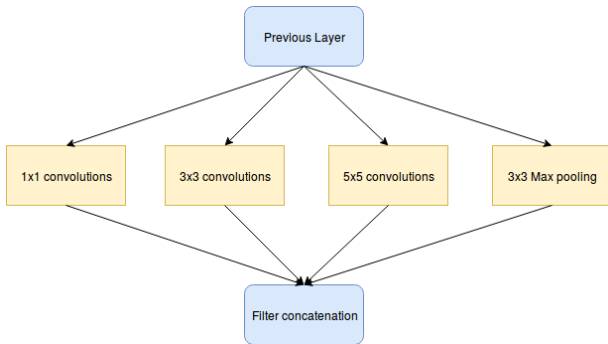 Previous Layer
1x1 convolutions
3x3 convolutions
5x5 convolutions
3x3 Max pooling
Filter concatenation